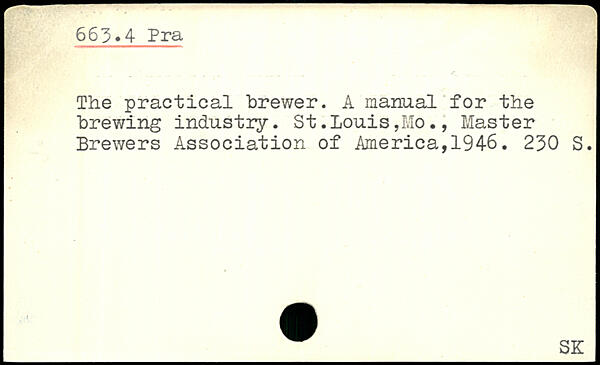 663.4 Pra
The practical brewer. A manual for the
brewing industry. St.Louis,Mo., Master
Brewers Association of America,1946. 230 S.
SK